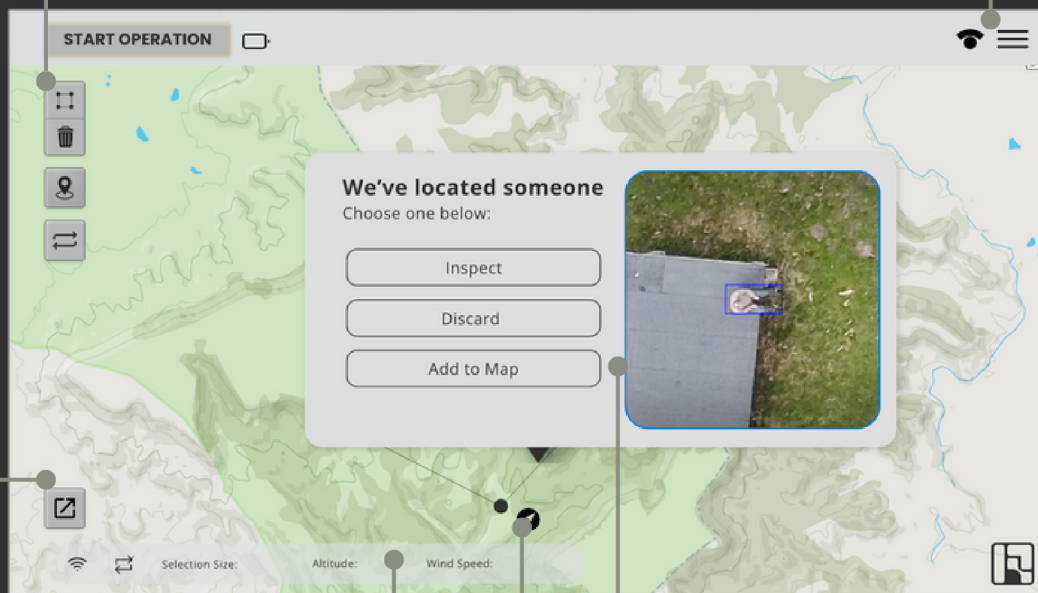 START OPERATION
We've located someone
Choose one below:
Inspect
Discard
Add to Map
Selection Size:
Altitude:
Wind Speed: